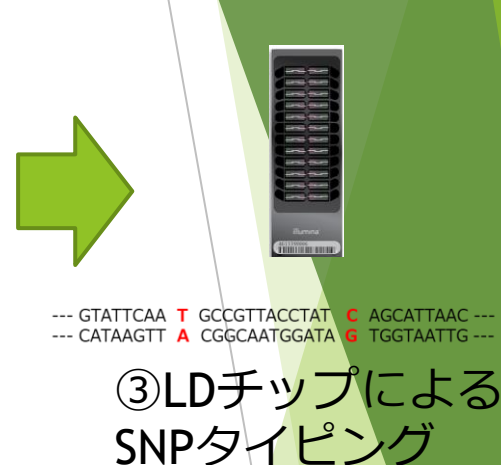 illumina
--- GTATTCAA T GCCGTTACCTAT C AGCATTAAC ---
--- CATAAGTT A CGGCAATGGATA G TGGTAATTG ---
③LDチップによる
SNPタイピング